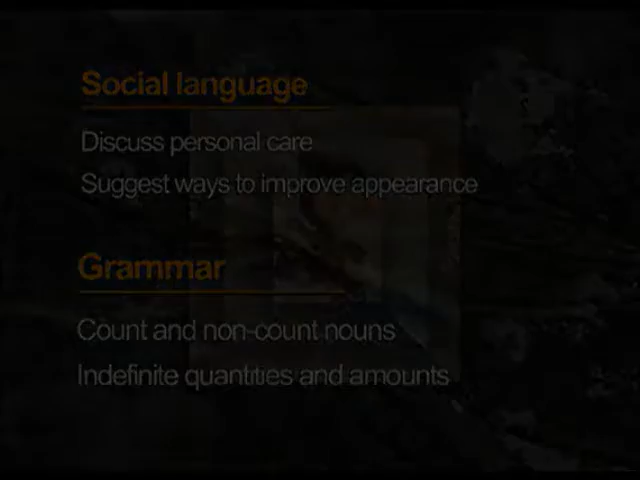 Social language
Discuss personal care
Suggest ways to improve appearance
Grammar
Count and non-count nouns
Indefinite quantities and amounts